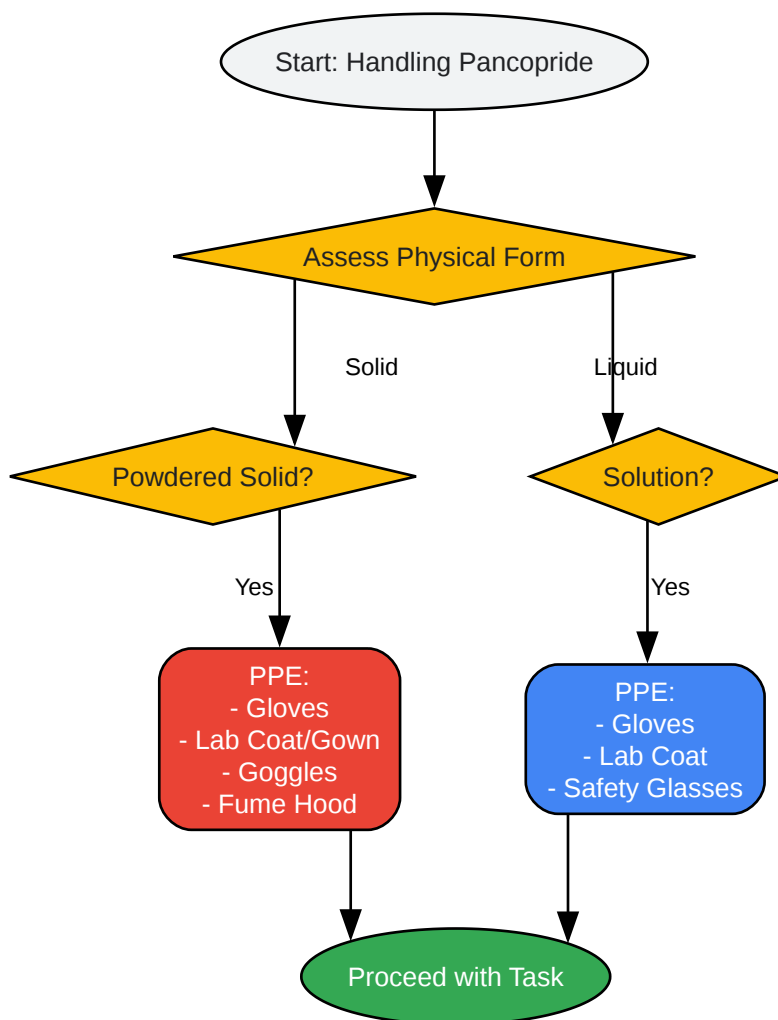 Start: Handling Pancopride
Assess Physical Form
Solid
Liquid
Powdered Solid?
Solution?
Yes
Yes
PPE:
- Gloves
- Lab Coat/Gown
- Goggles
- Fume Hood
PPE:
- Gloves
- Lab Coat
- Safety Glasses
Proceed with Task